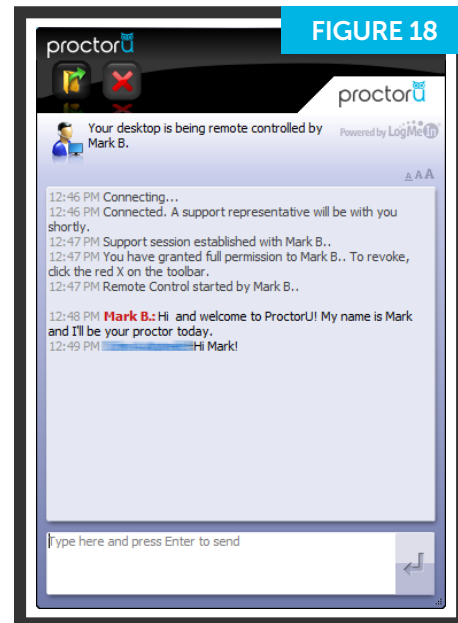 FIGURE 18
proctorU
proctorU
Your desktop is being remote controlled by
Mark B.
Powered by LogMeIn
A A A
12:46 PM Connecting...
12:46 PM Connected. A support representative will be with you
shortly.
12:47 PM Support session established with Mark B..
12:47 PM You have granted full permission to Mark B.. To revoke,
click the red X on the toolbar.
12:47 PM Remote Control started by Mark B..
12:48 PM Mark B.: Hi and welcome to ProctorU! My name is Mark
and I'll be your proctor today.
12:49 PM Hi Mark!
Type here and press Enter to send